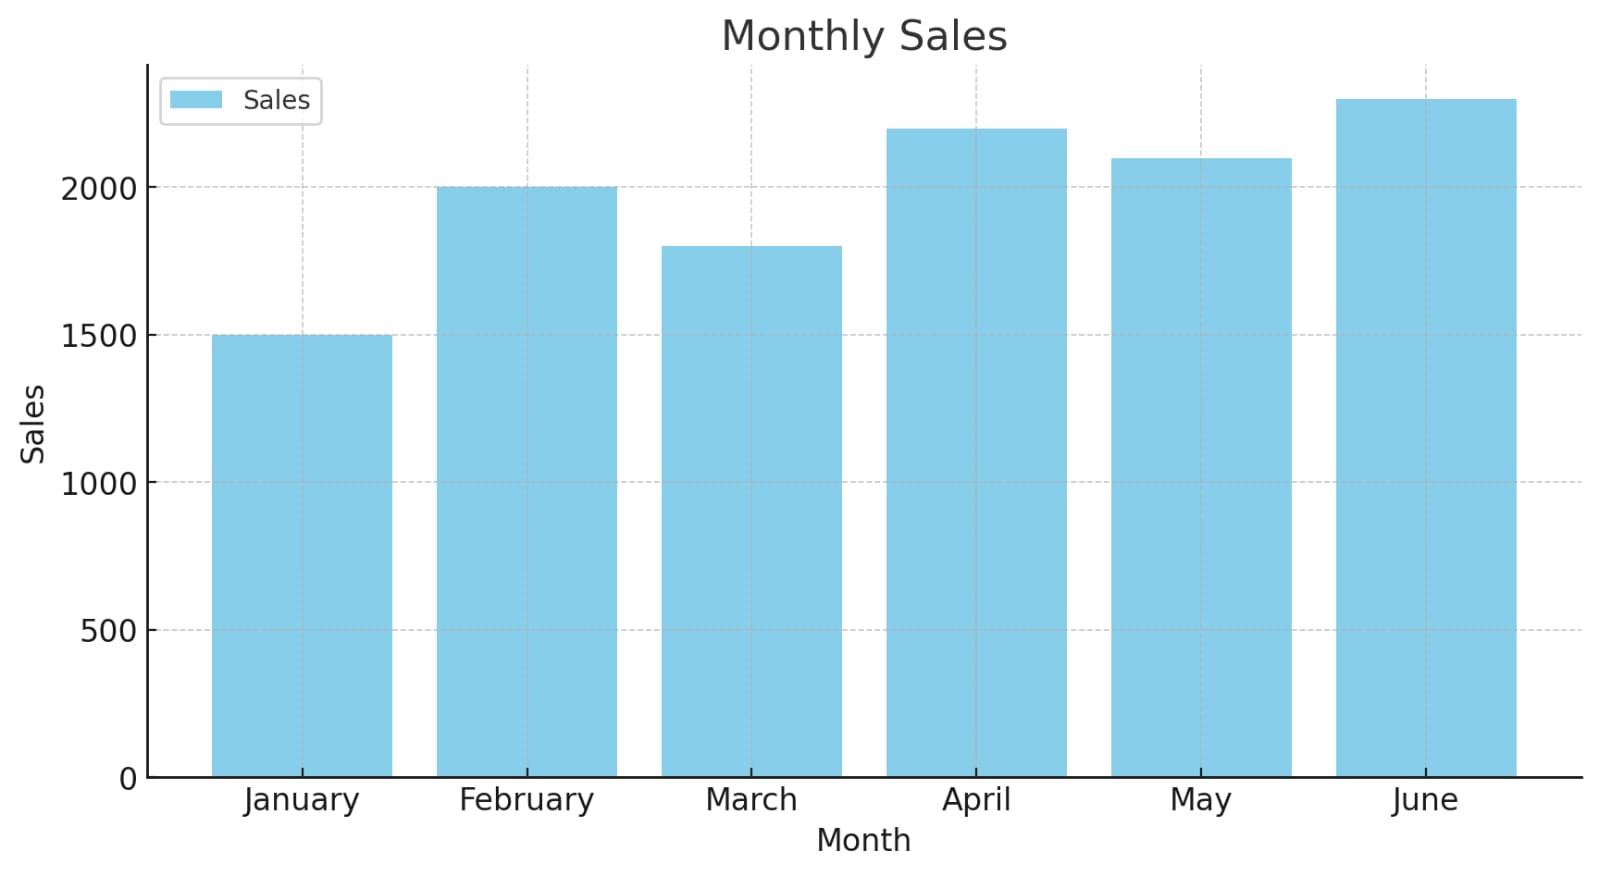 Monthly Sales
Sales
2000
1500
1000
500
0
Sales
January February March April May June
Month